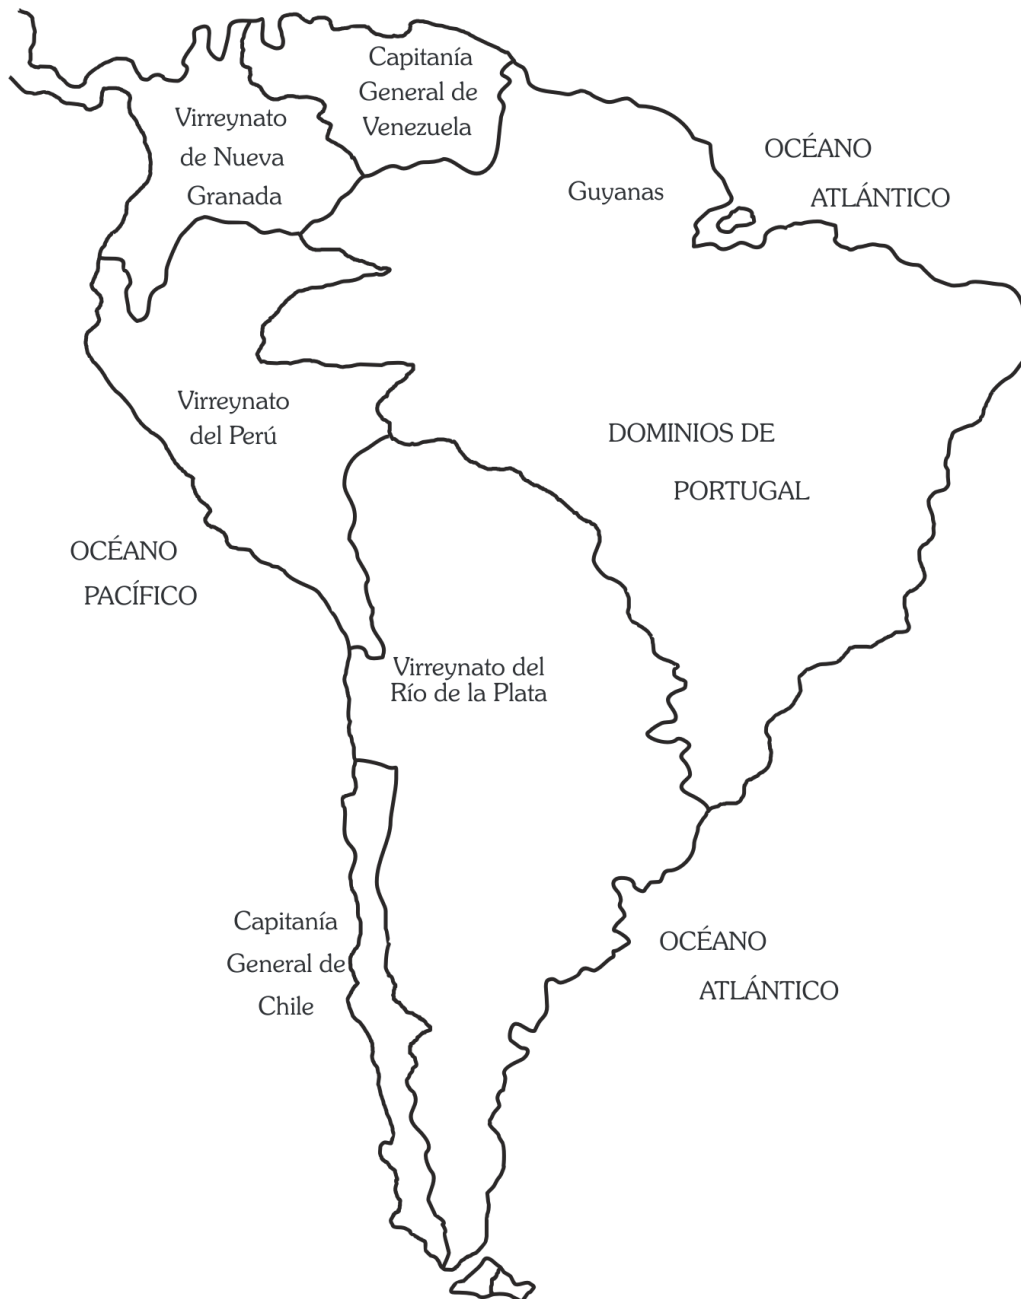 Capitanía
General de
Venezuela
Virreynato
de Nueva
Granada
Guyanas
OCÉANO
ATLÁNTICO
Virreynato
del Perú
DOMINIOS DE
PORTUGAL
OCÉANO
PACÍFICO
Virreynato del
Río de la Plata
Capitanía
General de
Chile
OCÉANO
ATLÁNTICO